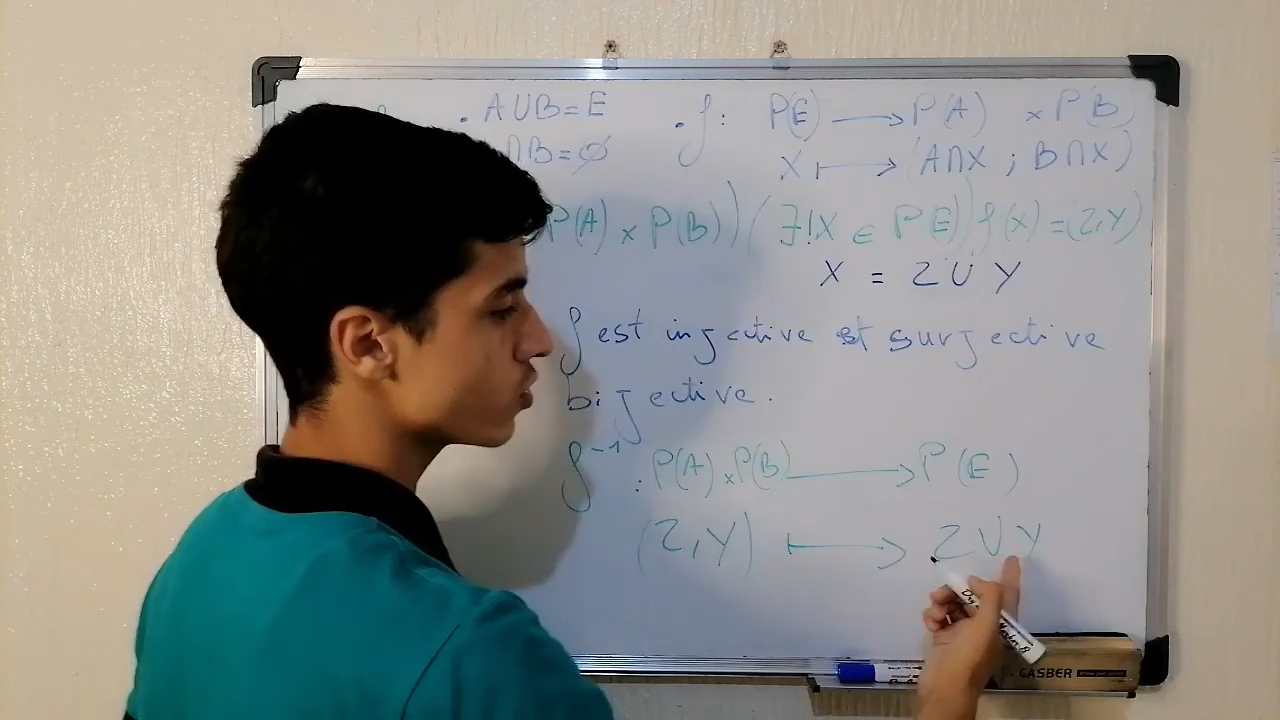 . A∪B=E . f: P(E) ⟶ P(A) × P(B)
∩B=∅ X ⟼ (A∩X ; B∩X)
P(A) × P(B)) (∃!X ∈ P(E)) f(x) = (Z,Y)
X = Z∪Y
f est injective et surjective
bijective.
f⁻¹ : P(A) × P(B) ⟶ P(E)
(Z,Y) ⟼ Z∪Y
CASBER